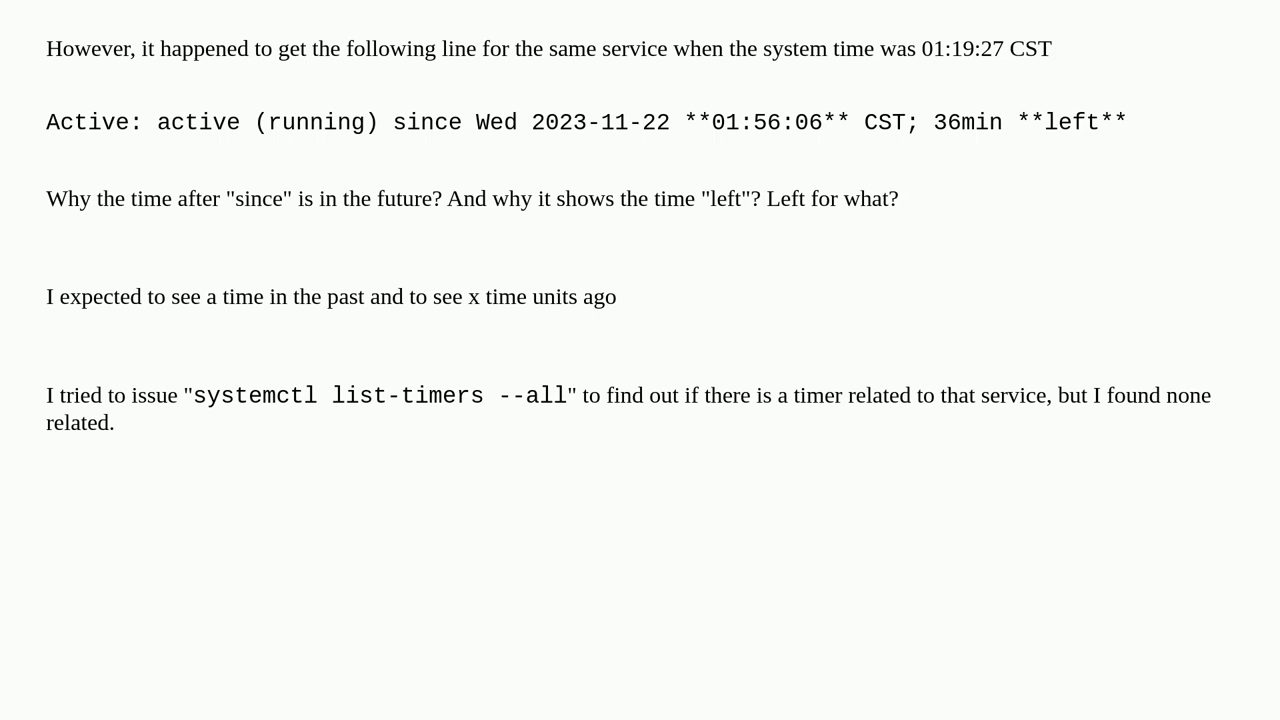 However, it happened to get the following line for the same service when the system time was 01:19:27 CST
Active: active (running) since Wed 2023-11-22 **01:56:06** CST; 36min **left**
Why the time after "since" is in the future? And why it shows the time "left"? Left for what?
I expected to see a time in the past and to see x time units ago
I tried to issue "systemctl list-timers --all" to find out if there is a timer related to that service, but I found none
related.